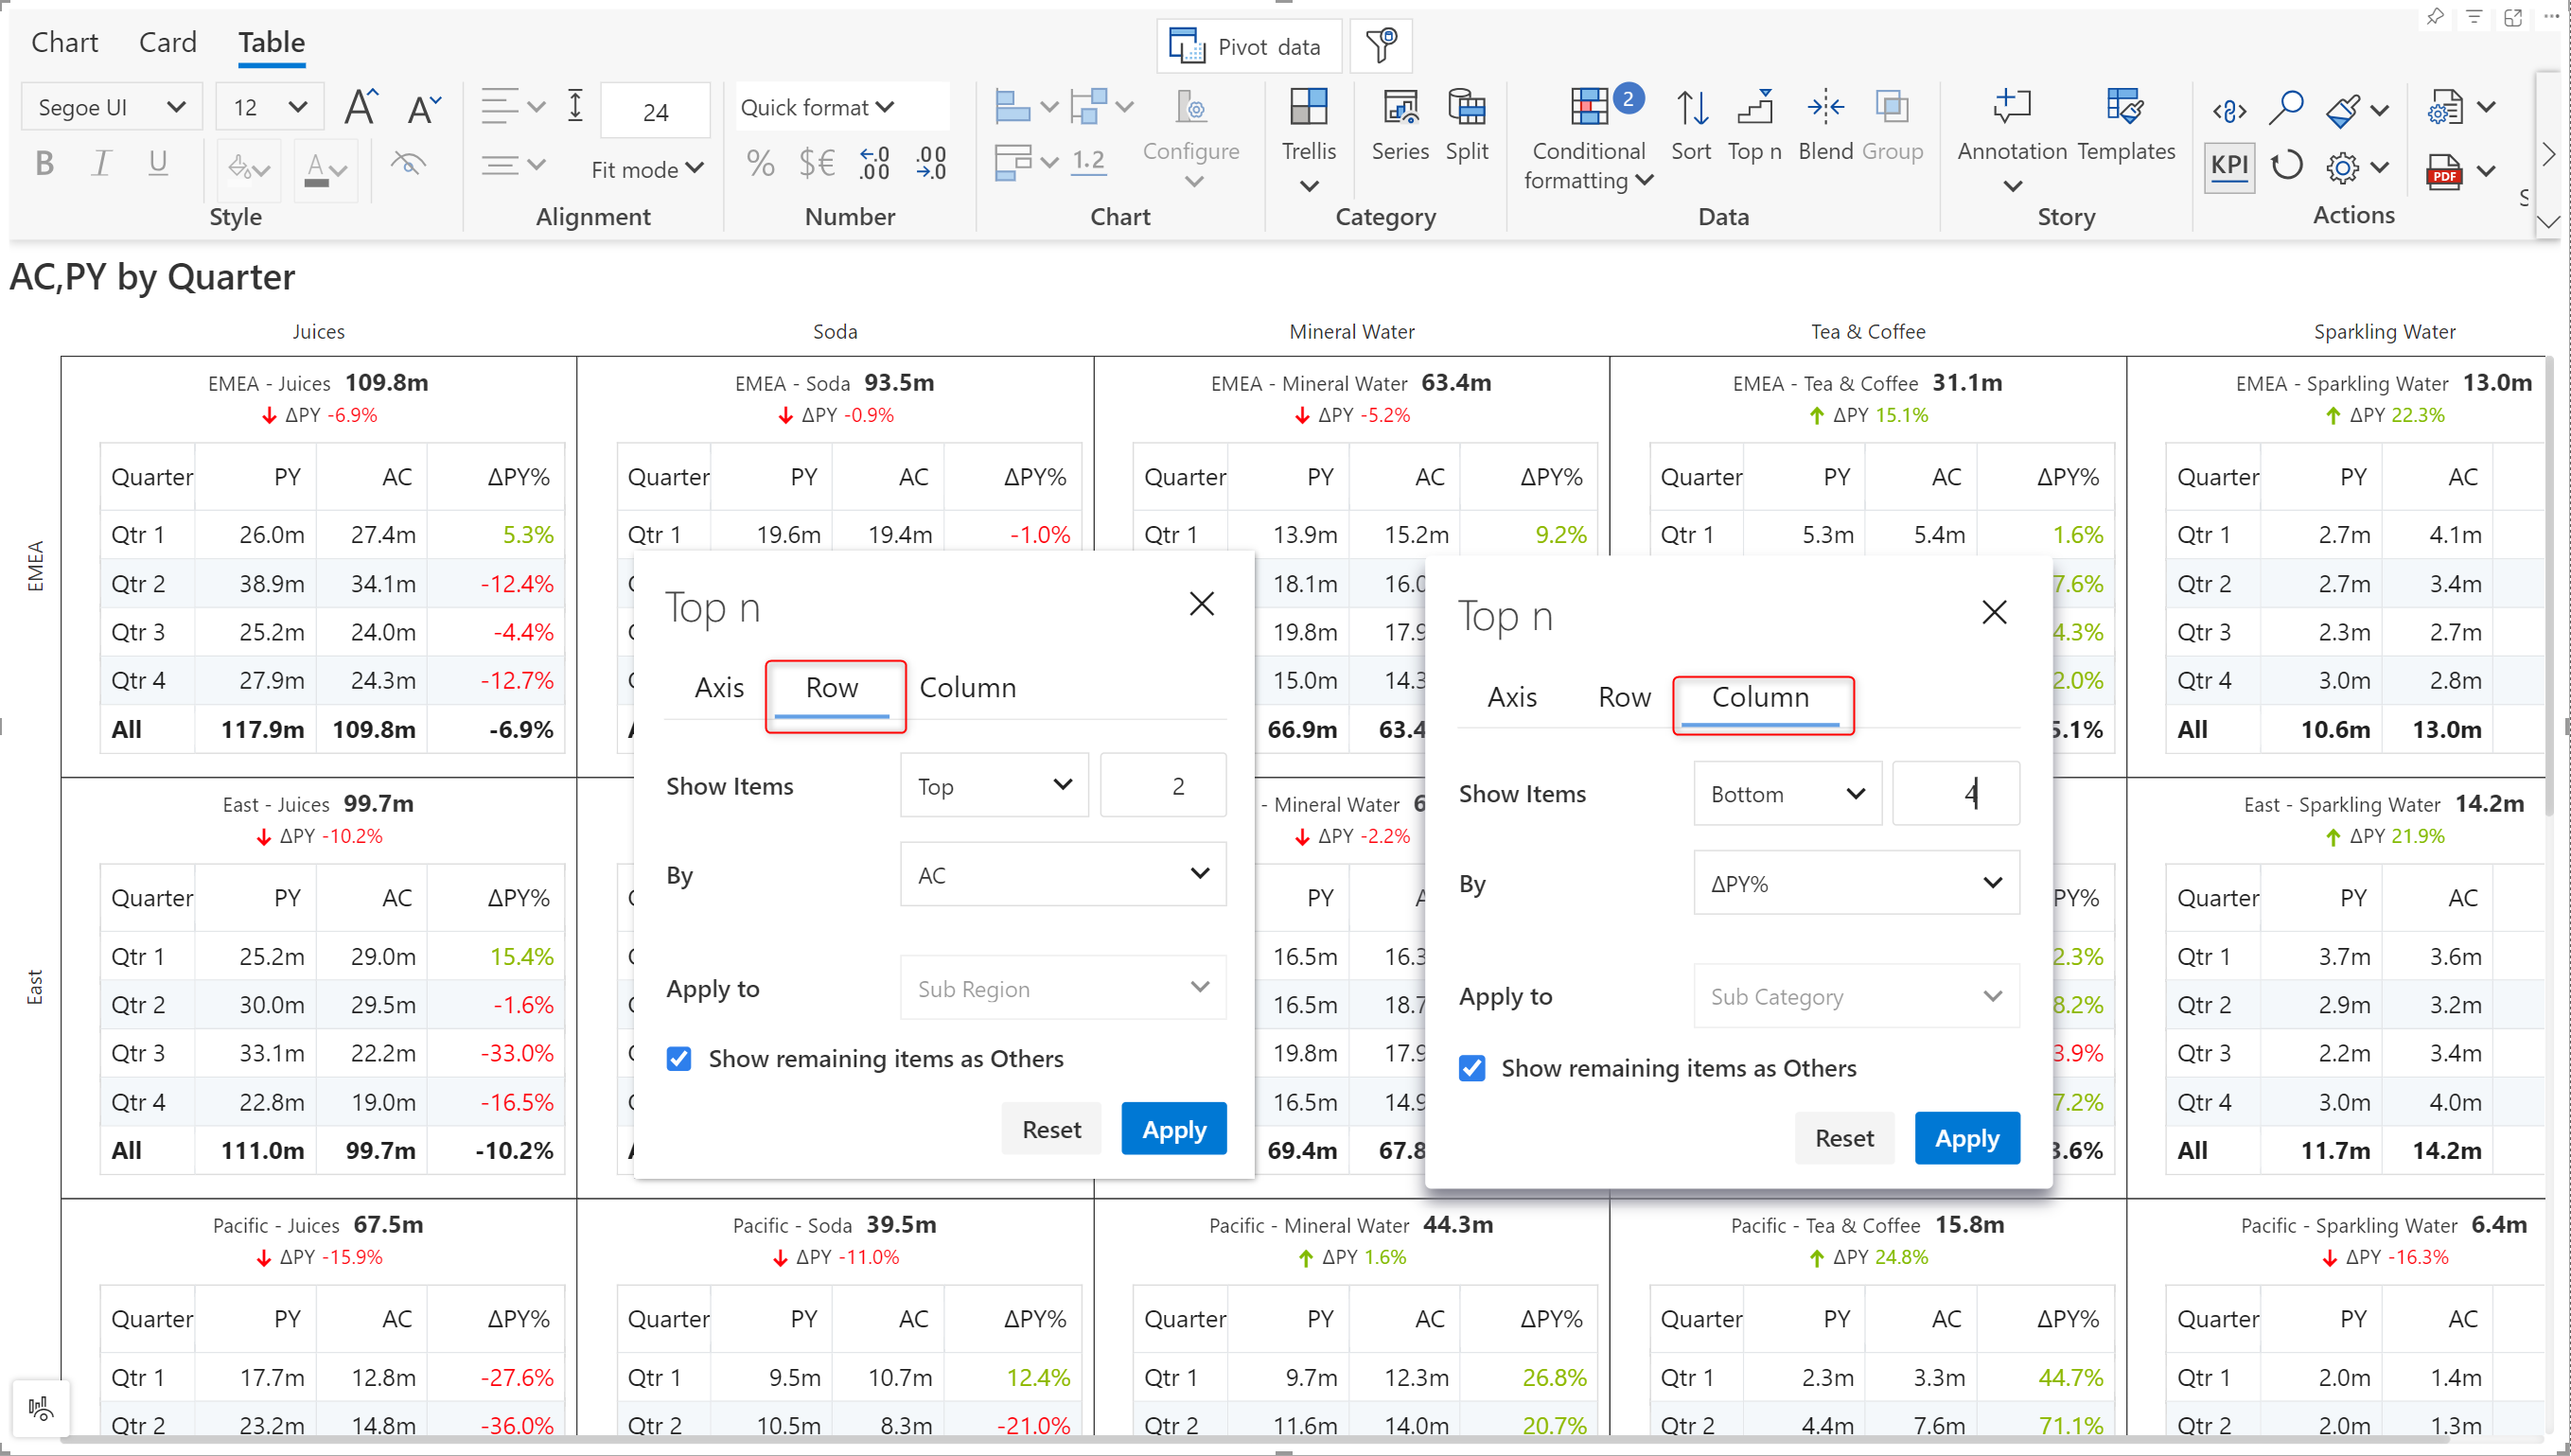 Chart Card Table
Pivot data
Segoe UI 12 A A
24
Quick format
B I U A
Fit mode
% $€ .0 .00 .00 .0
1.2
Configure
Trellis
Series Split
2
Conditional formatting
Sort Top n Blend Group
Annotation Templates
KPI
PDF
Style Alignment Number Chart Category Data Story Actions S
AC,PY by Quarter
Juices Soda Mineral Water Tea & Coffee Sparkling Water
EMEA
EMEA - Juices 109.8m
ΔPY -6.9%
Quarter PY AC ΔPY%
Qtr 1 26.0m 27.4m 5.3%
Qtr 2 38.9m 34.1m -12.4%
Qtr 3 25.2m 24.0m -4.4%
Qtr 4 27.9m 24.3m -12.7%
All 117.9m 109.8m -6.9%
EMEA - Soda 93.5m
ΔPY -0.9%
Quarter PY AC ΔPY%
Qtr 1 19.6m 19.4m -1.0%
EMEA - Mineral Water 63.4m
ΔPY -5.2%
Quarter PY AC ΔPY%
Qtr 1 13.9m 15.2m 9.2%
18.1m 16.0
19.8m 17.9
15.0m 14.3
66.9m 63.4
EMEA - Tea & Coffee 31.1m
ΔPY 15.1%
Quarter PY AC ΔPY%
Qtr 1 5.3m 5.4m 1.6%
7.6%
4.3%
2.0%
5.1%
EMEA - Sparkling Water 13.0m
ΔPY 22.3%
Quarter PY AC
Qtr 1 2.7m 4.1m
Qtr 2 2.7m 3.4m
Qtr 3 2.3m 2.7m
Qtr 4 3.0m 2.8m
All 10.6m 13.0m
Top n
Axis Row Column
Show Items Top 2
By AC
Apply to Sub Region
Show remaining items as Others
Reset Apply
Top n
Axis Row Column
Show Items Bottom 4
By ΔPY%
Apply to Sub Category
Show remaining items as Others
Reset Apply
East
East - Juices 99.7m
ΔPY -10.2%
Quarter PY AC ΔPY%
Qtr 1 25.2m 29.0m 15.4%
Qtr 2 30.0m 29.5m -1.6%
Qtr 3 33.1m 22.2m -33.0%
Qtr 4 22.8m 19.0m -16.5%
All 111.0m 99.7m -10.2%
- Mineral Water 6
ΔPY -2.2%
PY A
16.5m 16.3
16.5m 18.7
19.8m 17.9
16.5m 14.9
69.4m 67.8
PY%
2.3%
8.2%
3.9%
7.2%
3.6%
East - Sparkling Water 14.2m
ΔPY 21.9%
Quarter PY AC
Qtr 1 3.7m 3.6m
Qtr 2 2.9m 3.2m
Qtr 3 2.2m 3.4m
Qtr 4 3.0m 4.0m
All 11.7m 14.2m
Pacific - Juices 67.5m
ΔPY -15.9%
Quarter PY AC ΔPY%
Qtr 1 17.7m 12.8m -27.6%
Qtr 2 23.2m 14.8m -36.0%
Pacific - Soda 39.5m
ΔPY -11.0%
Quarter PY AC ΔPY%
Qtr 1 9.5m 10.7m 12.4%
Qtr 2 10.5m 8.3m -21.0%
Pacific - Mineral Water 44.3m
ΔPY 1.6%
Quarter PY AC ΔPY%
Qtr 1 9.7m 12.3m 26.8%
Qtr 2 11.6m 14.0m 20.7%
Pacific - Tea & Coffee 15.8m
ΔPY 24.8%
Quarter PY AC ΔPY%
Qtr 1 2.3m 3.3m 44.7%
Qtr 2 4.4m 7.6m 71.1%
Pacific - Sparkling Water 6.4m
ΔPY -16.3%
Quarter PY AC
Qtr 1 2.0m 1.4m
Qtr 2 2.0m 1.3m